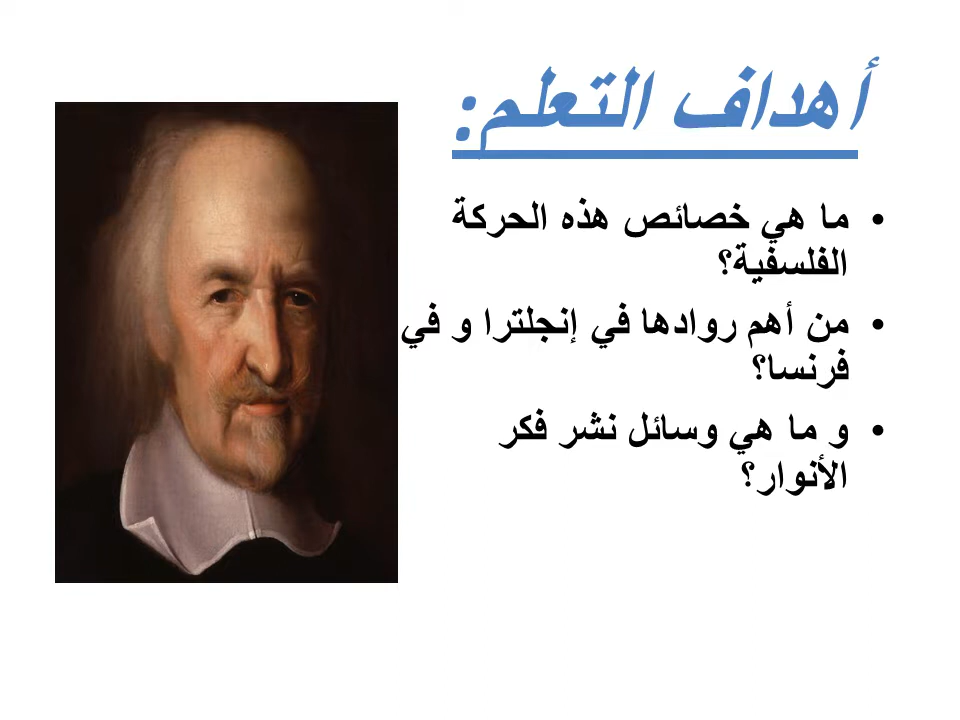 أهداف التعلم:
• ما هي خصائص هذه الحركة
الفلسفية؟
• من أهم روادها في إنجلترا و في
فرنسا؟
• و ما هي وسائل نشر فكر
الأنوار؟